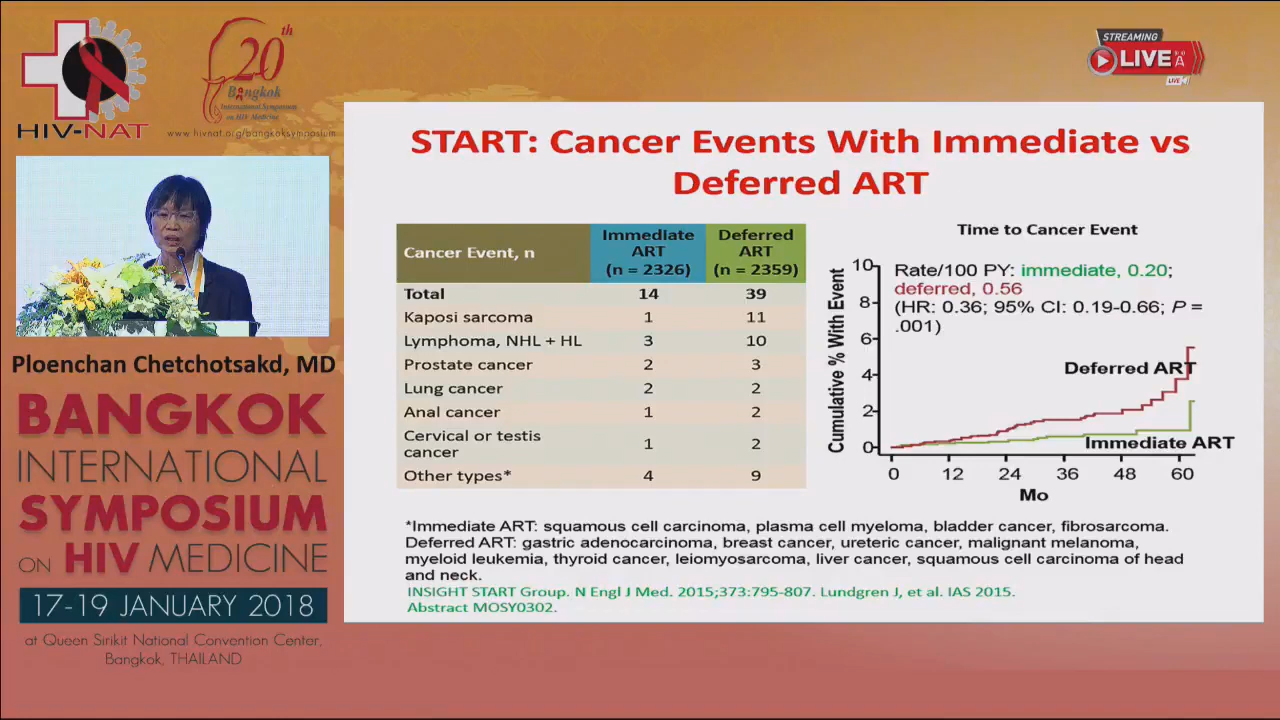 HIV-NAT
20th
Bangkok
International Symposium
on HIV Medicine
www.hivnat.org/bangkoksymposium
STREAMING
LIVE
LIVE
START: Cancer Events With Immediate vs
Deferred ART
Cancer Event, n
Immediate
ART
(n = 2326)
Deferred
ART
(n = 2359)
Total 14 39
Kaposi sarcoma 1 11
Lymphoma, NHL + HL 3 10
Prostate cancer 2 3
Lung cancer 2 2
Anal cancer 1 2
Cervical or testis
cancer 1 2
Other types* 4 9
Time to Cancer Event
Rate/100 PY: immediate, 0.20;
deferred, 0.56
(HR: 0.36; 95% CI: 0.19-0.66; P =
.001)
Cumulative % With Event
10
8
6
4
2
0
Deferred ART
Immediate ART
0 12 24 36 48 60
Mo
*Immediate ART: squamous cell carcinoma, plasma cell myeloma, bladder cancer, fibrosarcoma.
Deferred ART: gastric adenocarcinoma, breast cancer, ureteric cancer, malignant melanoma,
myeloid leukemia, thyroid cancer, leiomyosarcoma, liver cancer, squamous cell carcinoma of head
and neck.
INSIGHT START Group. N Engl J Med. 2015;373:795-807. Lundgren J, et al. IAS 2015.
Abstract MOSY0302.
Ploenchan Chetchotsakd, MD
BANGKOK
INTERNATIONAL
SYMPOSIUM
ON HIV MEDICINE
17-19 JANUARY 2018
at Queen Sirikit National Convention Center,
Bangkok, THAILAND